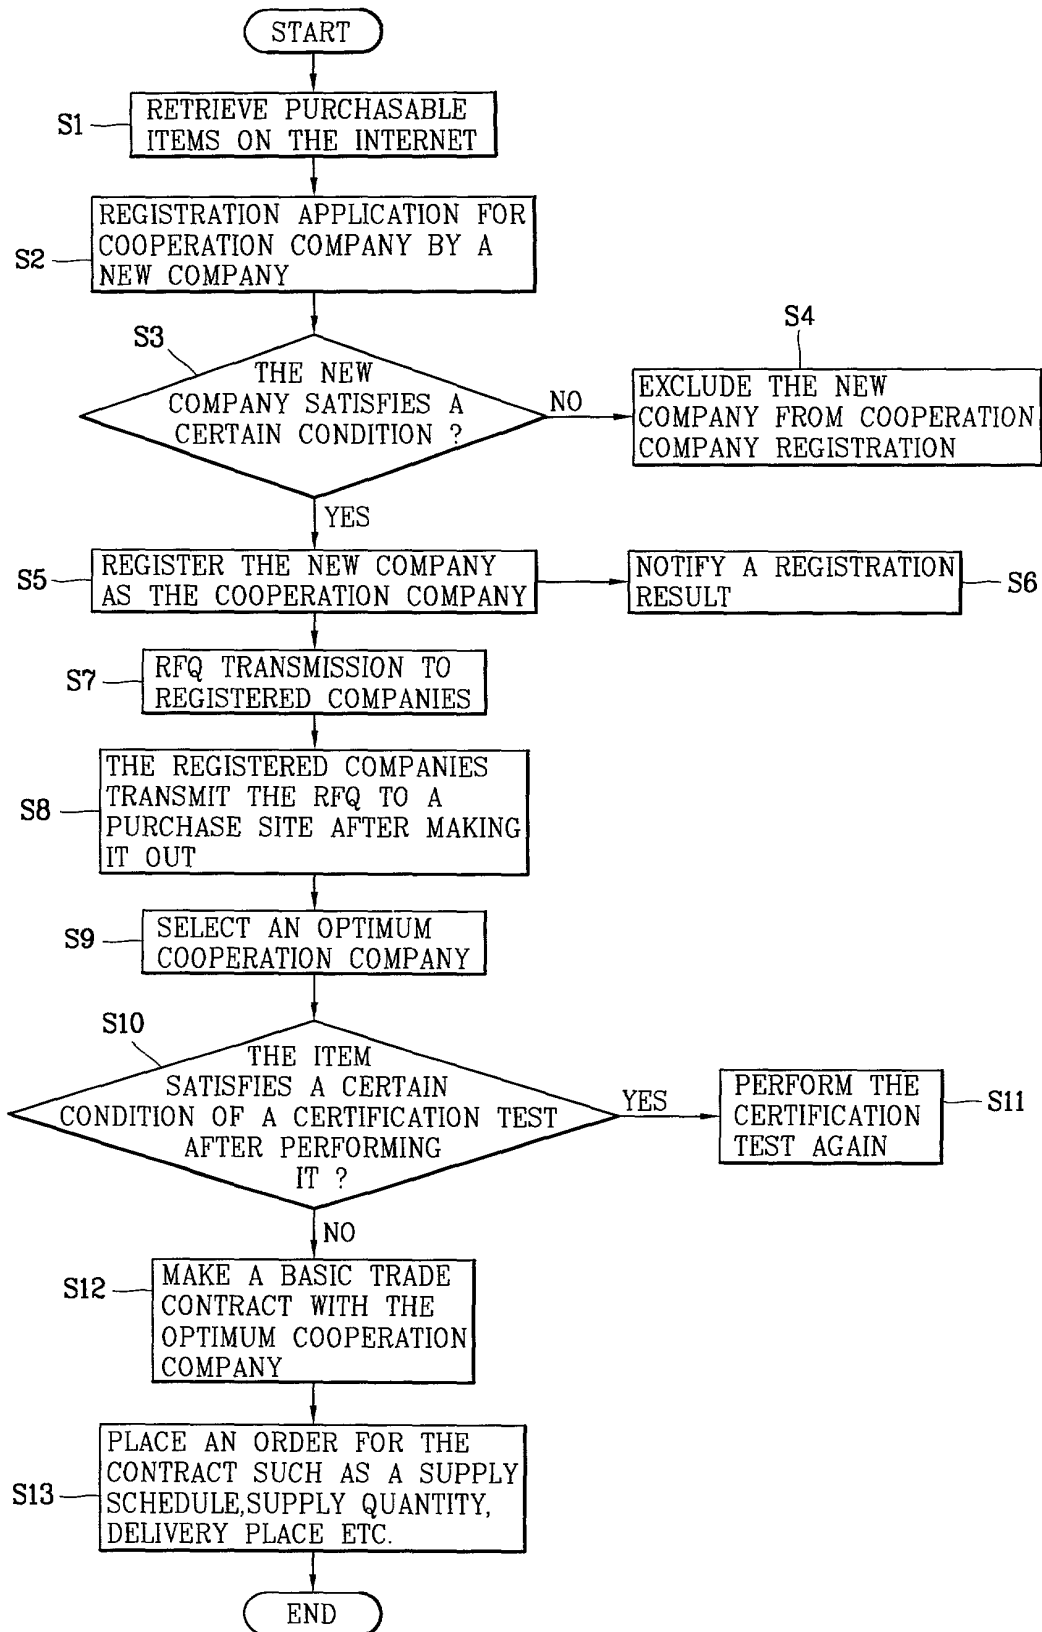 START
S1
RETRIEVE PURCHASABLE
ITEMS ON THE INTERNET
S2
REGISTRATION APPLICATION FOR
COOPERATION COMPANY BY A
NEW COMPANY
S3
THE NEW
COMPANY SATISFIES A
CERTAIN CONDITION ?
NO
S4
EXCLUDE THE NEW
COMPANY FROM COOPERATION
COMPANY REGISTRATION
YES
S5
REGISTER THE NEW COMPANY
AS THE COOPERATION COMPANY
NOTIFY A REGISTRATION
RESULT
S6
S7
RFQ TRANSMISSION TO
REGISTERED COMPANIES
S8
THE REGISTERED COMPANIES
TRANSMIT THE RFQ TO A
PURCHASE SITE AFTER MAKING
IT OUT
S9
SELECT AN OPTIMUM
COOPERATION COMPANY
S10
THE ITEM
SATISFIES A CERTAIN
CONDITION OF A CERTIFICATION TEST
AFTER PERFORMING
IT ?
YES
PERFORM THE
CERTIFICATION
TEST AGAIN
S11
NO
S12
MAKE A BASIC TRADE
CONTRACT WITH THE
OPTIMUM COOPERATION
COMPANY
S13
PLACE AN ORDER FOR THE
CONTRACT SUCH AS A SUPPLY
SCHEDULE,SUPPLY QUANTITY,
DELIVERY PLACE ETC.
END